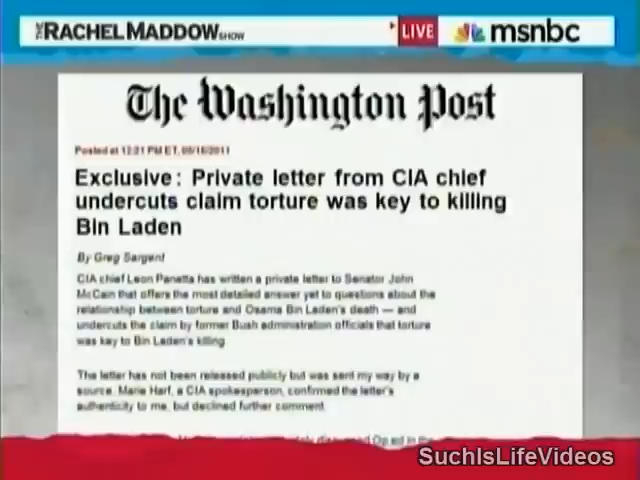 THE RACHEL MADDOW SHOW
LIVE
msnbc
The Washington Post
Posted at 12:21 PM ET, 05/16/2011
Exclusive: Private letter from CIA chief
undercuts claim torture was key to killing
Bin Laden
By Greg Sargent
CIA chief Leon Panetta has written a private letter to Senator John
McCain that offers the most detailed answer yet to questions about the
relationship between torture and Osama Bin Laden's death — and
undercuts the claim by former Bush administration officials that torture
was key to Bin Laden's killing.
The letter has not been released publicly but was sent my way by a
source. Marie Harf, a CIA spokesperson, confirmed the letter's
authenticity to me, but declined further comment.
Op ed in the
SuchIsLifeVideos